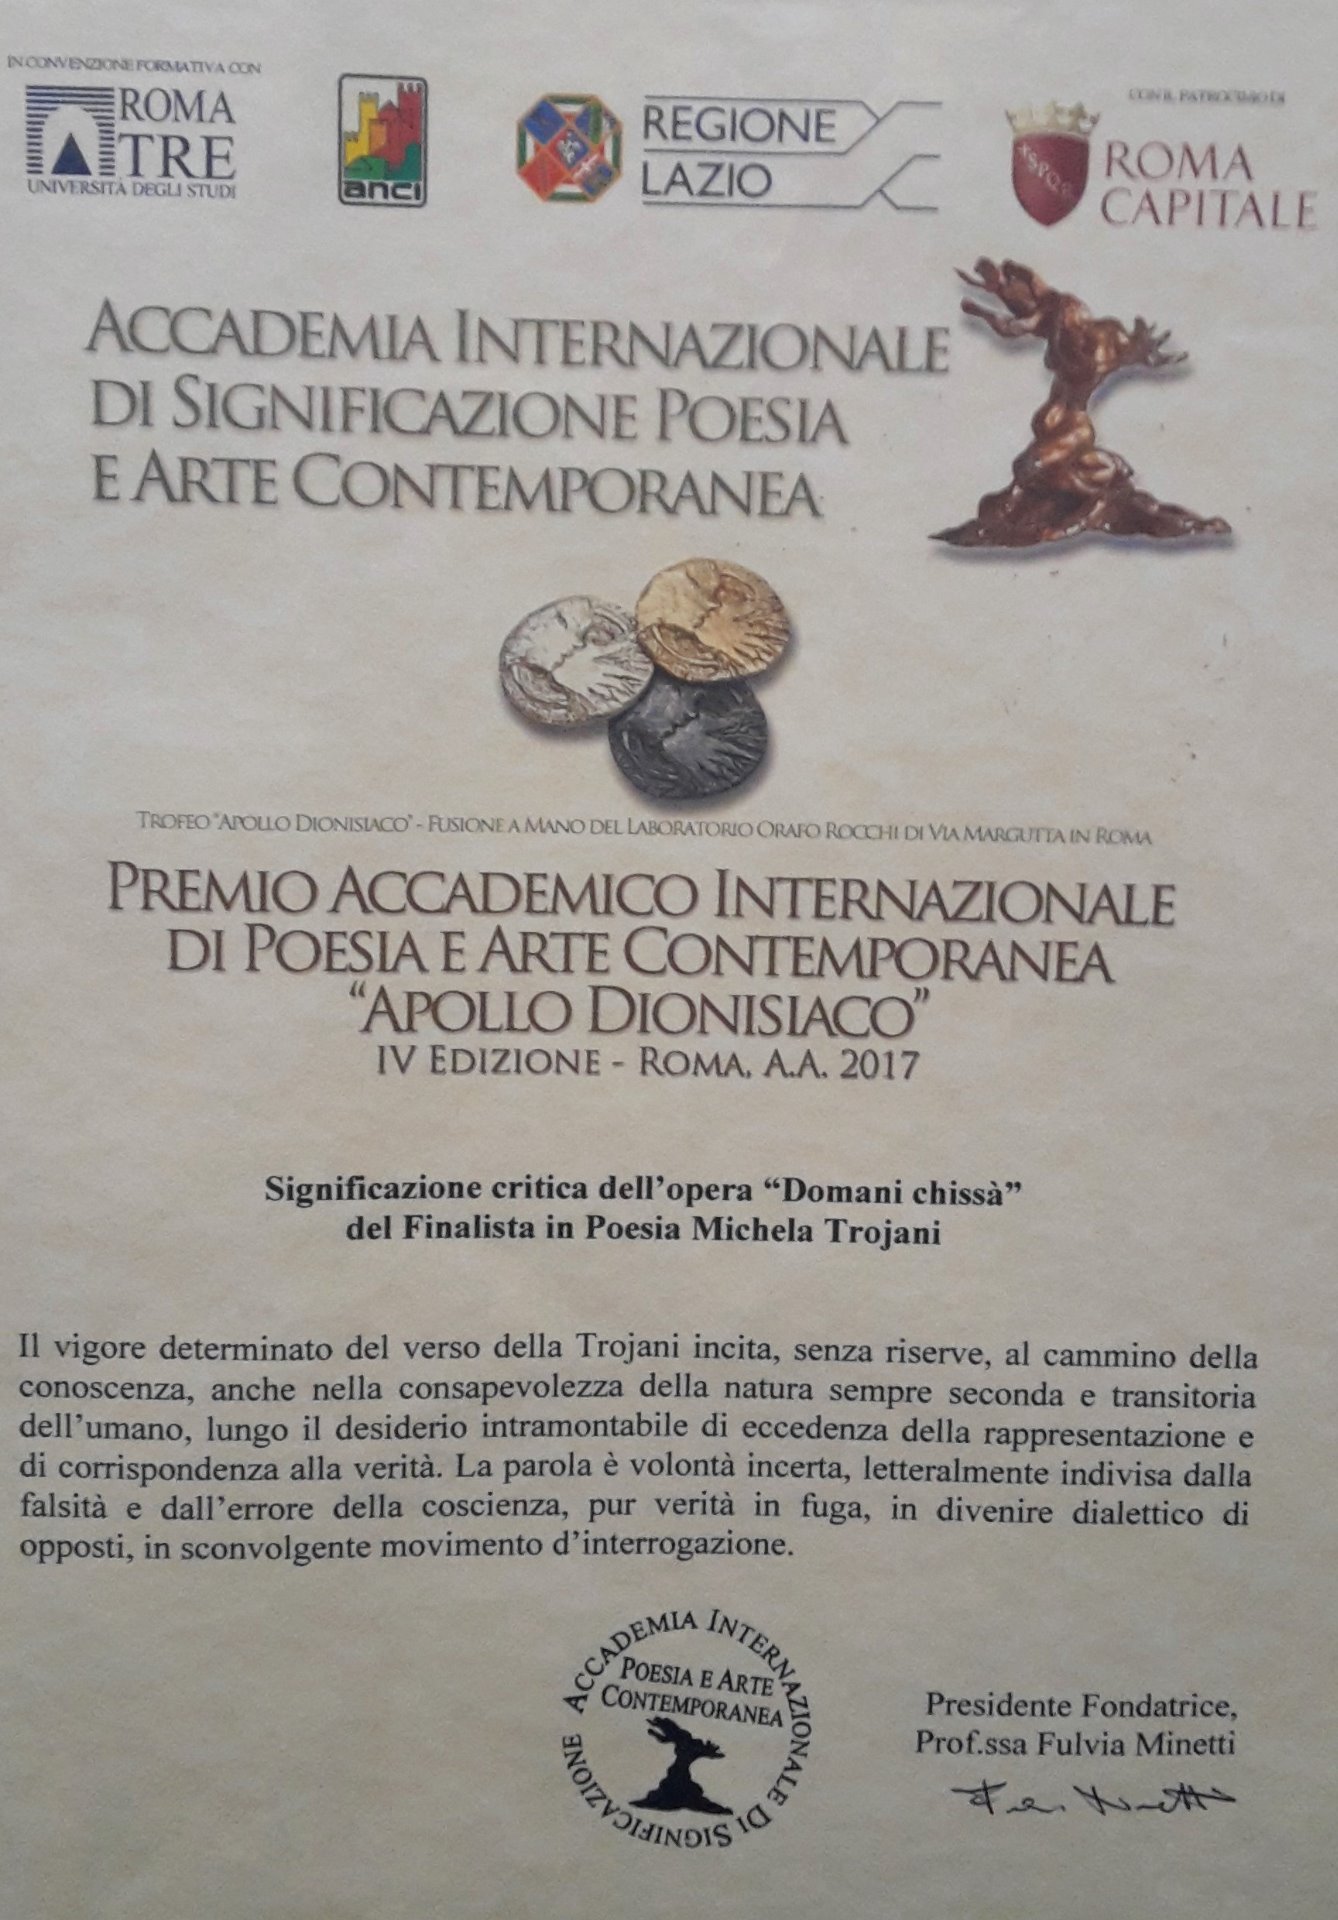 IN CONVENZIONE FORMATIVA CON
ROMA
TRE
UNIVERSITÀ DEGLI STUDI
anci
REGIONE
LAZIO
CON IL PATROCINIO DI
SPQR
ROMA
CAPITALE
ACCADEMIA INTERNAZIONALE
DI SIGNIFICAZIONE POESIA
E ARTE CONTEMPORANEA
TROFEO "APOLLO DIONISIACO" - FUSIONE A MANO DEL LABORATORIO ORAFO ROCCHI DI VIA MARGUTTA IN ROMA
PREMIO ACCADEMICO INTERNAZIONALE
DI POESIA E ARTE CONTEMPORANEA
“APOLLO DIONISIACO”
IV EDIZIONE - ROMA, A.A. 2017
Significazione critica dell’opera “Domani chissà”
del Finalista in Poesia Michela Trojani
Il vigore determinato del verso della Trojani incita, senza riserve, al cammino della
conoscenza, anche nella consapevolezza della natura sempre seconda e transitoria
dell’umano, lungo il desiderio intramontabile di eccedenza della rappresentazione e
di corrispondenza alla verità. La parola è volontà incerta, letteralmente indivisa dalla
falsità e dall’errore della coscienza, pur verità in fuga, in divenire dialettico di
opposti, in sconvolgente movimento d’interrogazione.
ACCADEMIA INTERNAZIONALE DI SIGNIFICAZIONE
POESIA E ARTE
CONTEMPORANEA
Presidente Fondatrice,
Prof.ssa Fulvia Minetti